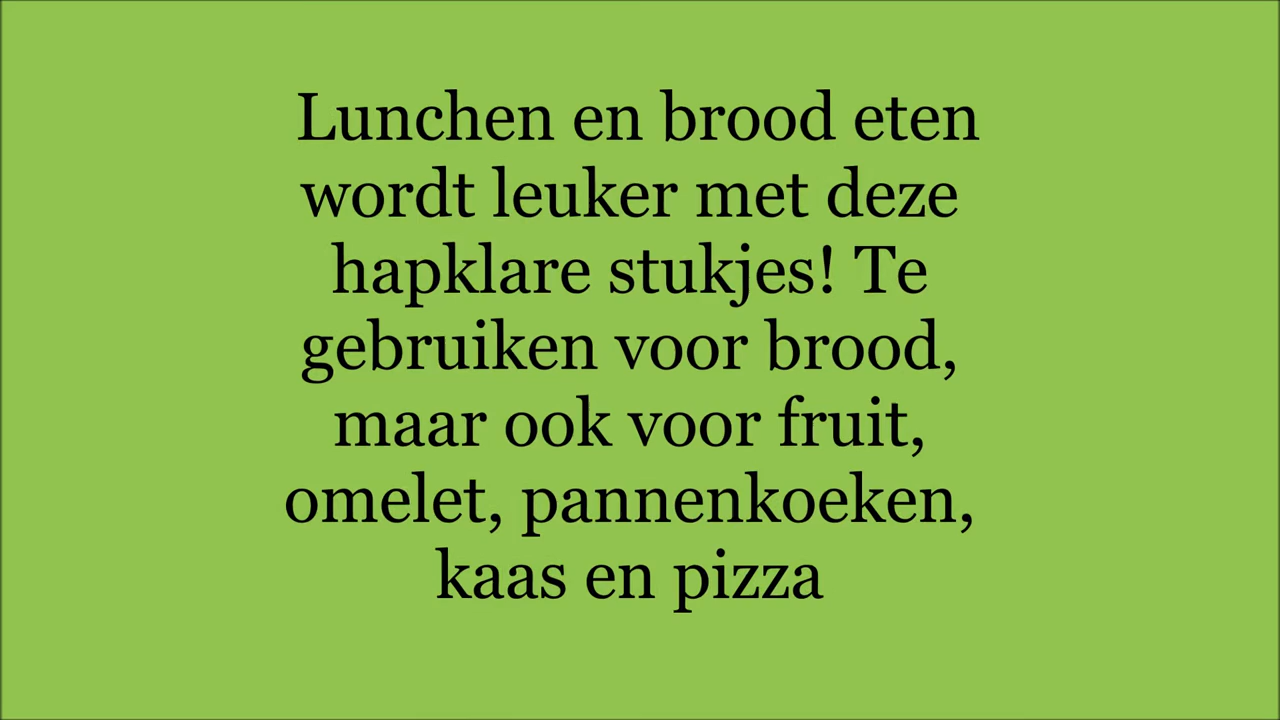 Lunchen en brood eten
wordt leuker met deze
hapklare stukjes! Te
gebruiken voor brood,
maar ook voor fruit,
omelet, pannenkoeken,
kaas en pizza